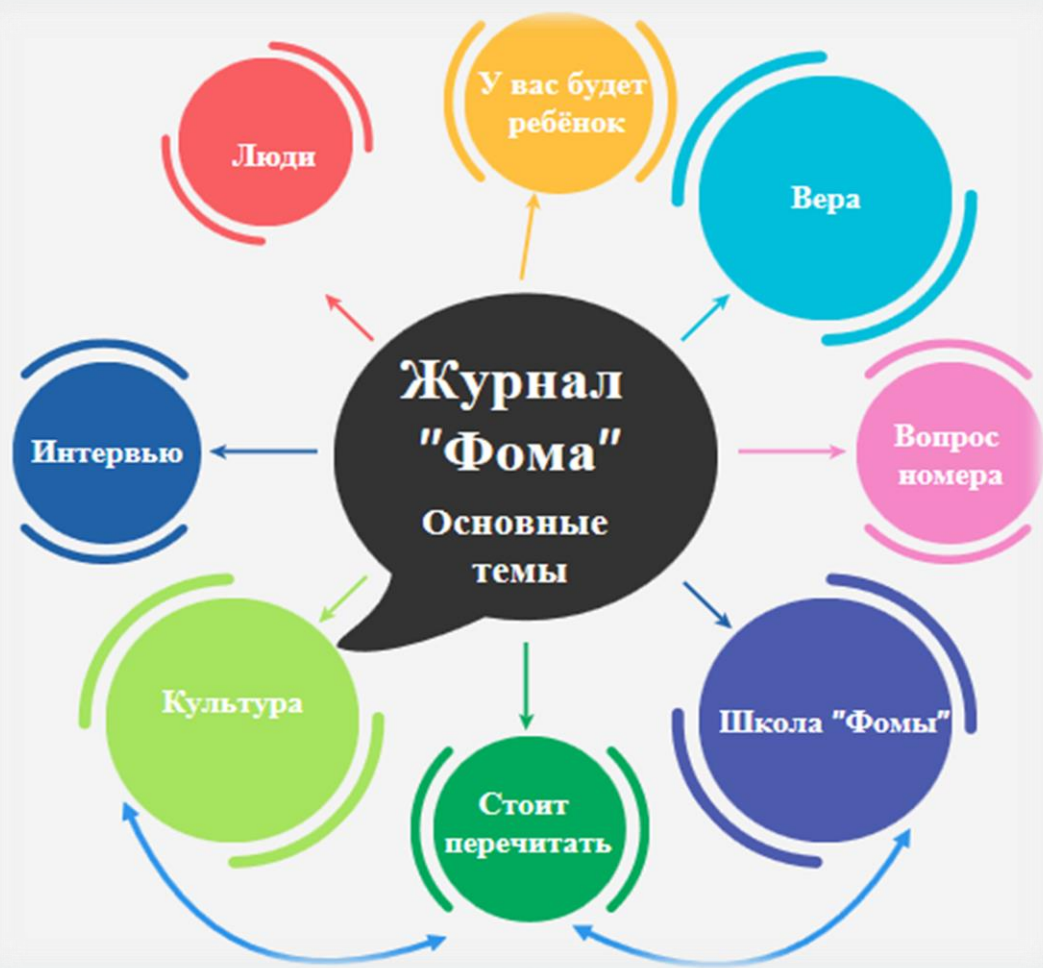 У вас будет
ребёнок
Люди
Вера
Журнал
"Фома"
Основные
темы
Интервью
Вопрос
номера
Культура
Школа "Фомы"
Стоит
перечитать